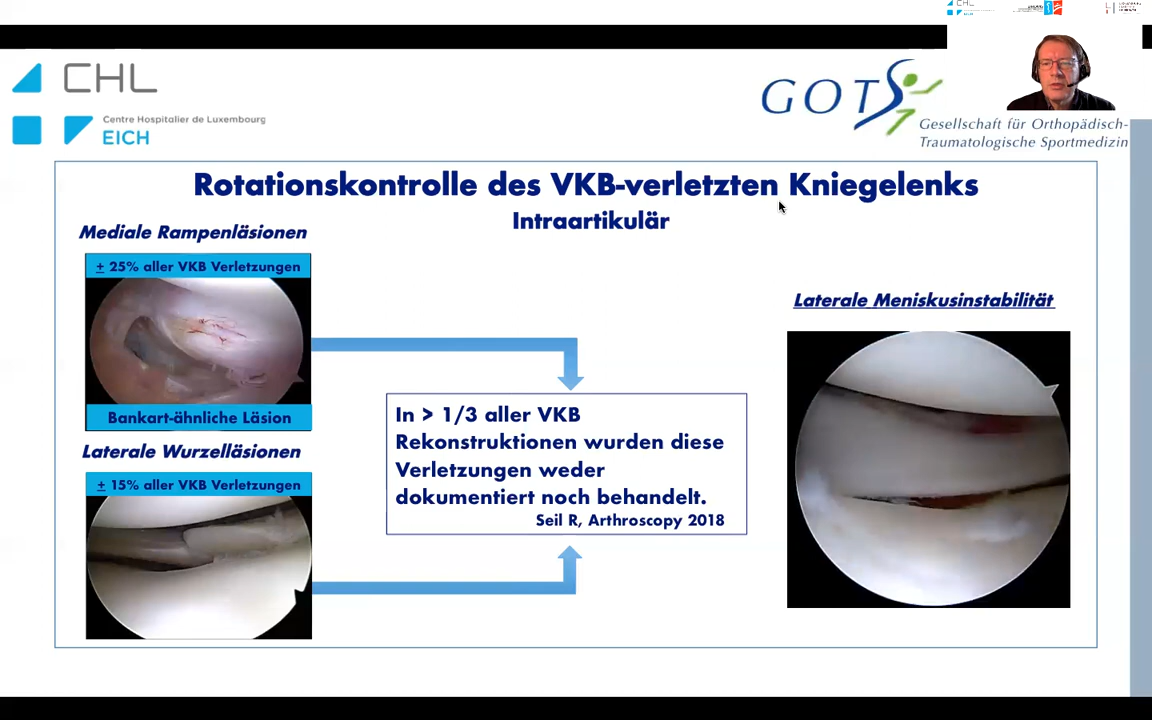 CHL
Centre Hospitalier de Luxembourg
EICH
GOTS
Gesellschaft für Orthopädisch-
Traumatologische Sportmedizin
Rotationskontrolle des VKB-verletzten Kniegelenks
Intraartikulär
Mediale Rampenläsionen
± 25% aller VKB Verletzungen
Bankart-ähnliche Läsion
Laterale Wurzelläsionen
± 15% aller VKB Verletzungen
In > 1/3 aller VKB
Rekonstruktionen wurden diese
Verletzungen weder
dokumentiert noch behandelt.
Seil R, Arthroscopy 2018
Laterale Meniskusinstabilität